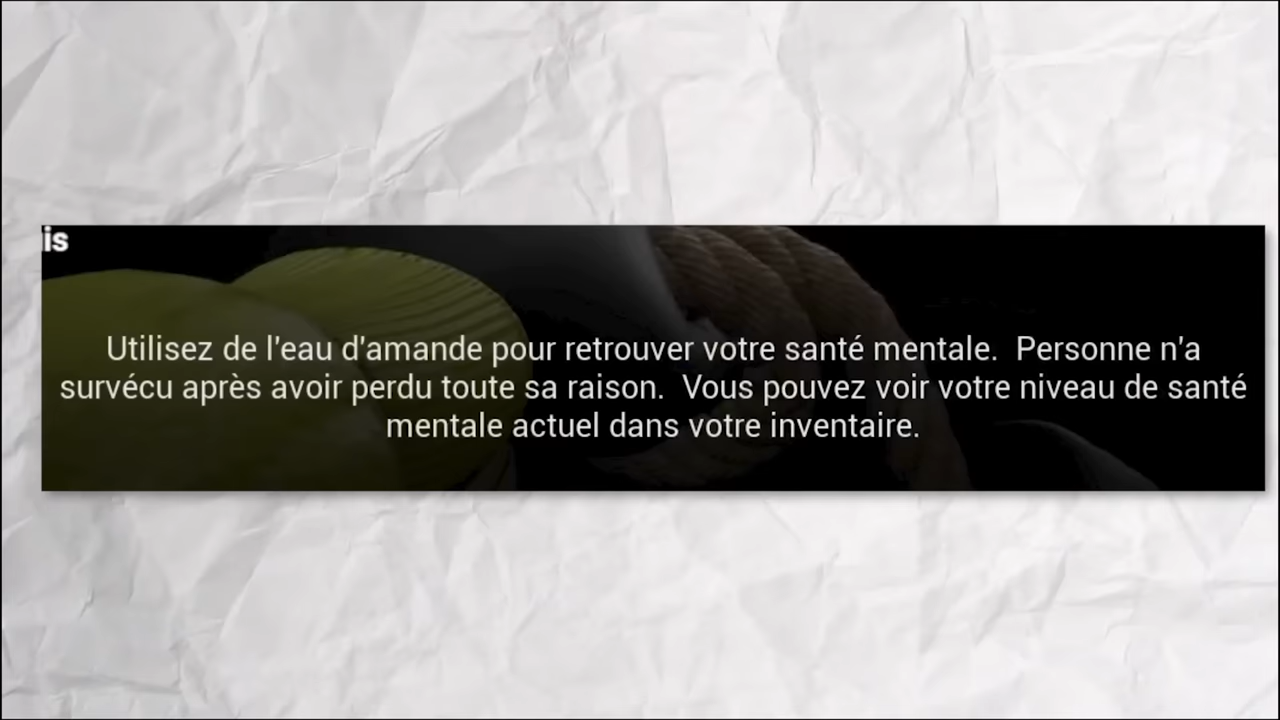 is
Utilisez de l'eau d'amande pour retrouver votre santé mentale.  Personne n'a
survécu après avoir perdu toute sa raison.  Vous pouvez voir votre niveau de santé
mentale actuel dans votre inventaire.